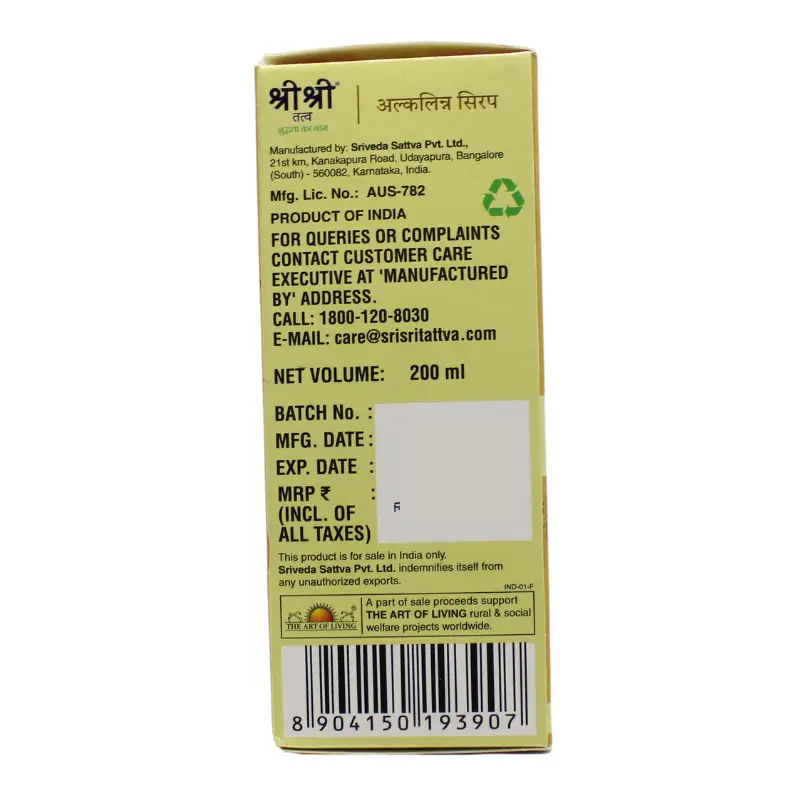 श्रीश्री
तत्व
शुद्धता का नाम
अल्कलिन्न सिरप
Manufactured by: Sriveda Sattva Pvt. Ltd.,
21st km, Kanakapura Road, Udayapura, Bangalore
(South) - 560082, Karnataka, India.
Mfg. Lic. No.: AUS-782
PRODUCT OF INDIA
FOR QUERIES OR COMPLAINTS
CONTACT CUSTOMER CARE
EXECUTIVE AT 'MANUFACTURED
BY' ADDRESS.
CALL: 1800-120-8030
E-MAIL: care@srisritattva.com
NET VOLUME: 200 ml
BATCH No. :
MFG. DATE :
EXP. DATE :
MRP ₹ :
(INCL. OF
ALL TAXES)
This product is for sale in India only.
Sriveda Sattva Pvt. Ltd. indemnifies itself from
any unauthorized exports.
IND-01-F
THE ART OF LIVING
A part of sale proceeds support
THE ART OF LIVING rural & social
welfare projects worldwide.
8 904150 193907